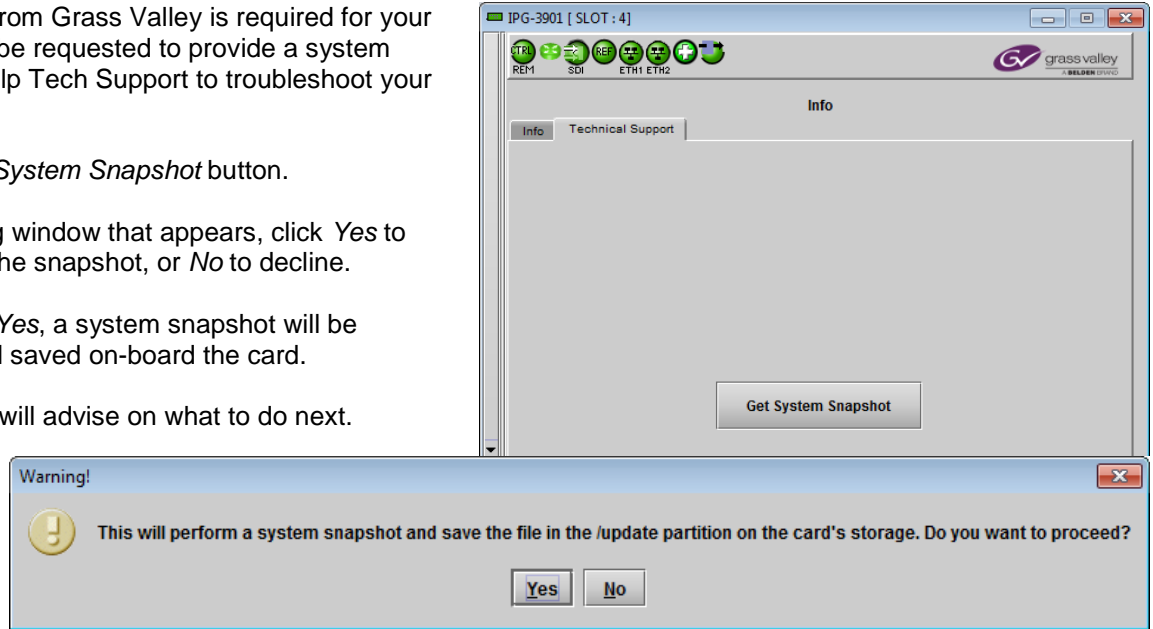 rom Grass Valley is required for your
be requested to provide a system
lp Tech Support to troubleshoot your
System Snapshot button.
g window that appears, click Yes to
he snapshot, or No to decline.
Yes, a system snapshot will be
l saved on-board the card.
will advise on what to do next.
IPG-3901 [ SLOT : 4]
CTRL REF
REM SDI ETH1 ETH2
GV grass valley
A BELDEN BRAND
Info
Info Technical Support
Get System Snapshot
Warning!
This will perform a system snapshot and save the file in the /update partition on the card's storage. Do you want to proceed?
Yes No